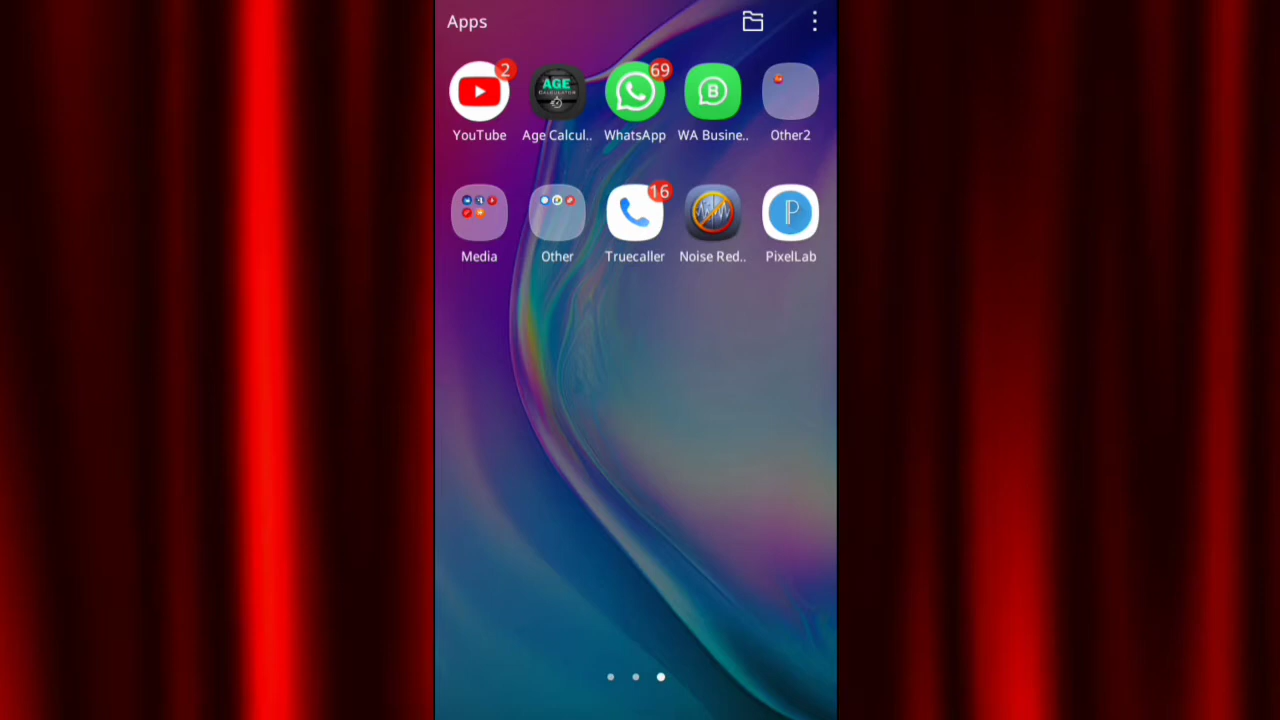 Apps
2
AGE
CALCULATOR
69
B
YouTube
Age Calcul..
WhatsApp
WA Busine..
Other2
16
P
Media
Other
Truecaller
Noise Red..
PixelLab